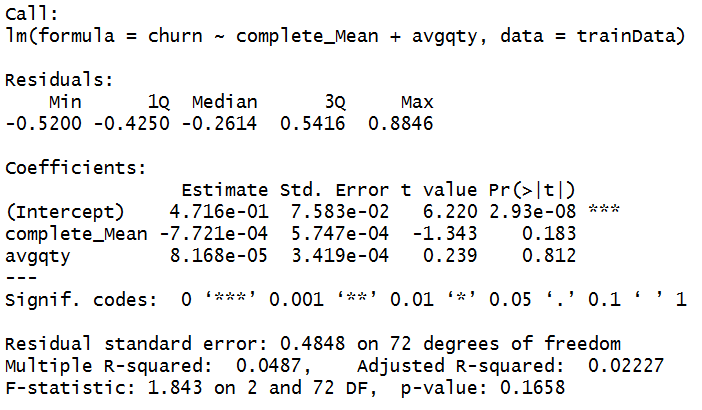 Call:
lm(formula = churn ~ complete_Mean + avgqty, data = trainData)
Residuals:
    Min      1Q  Median      3Q     Max
-0.5200 -0.4250 -0.2614  0.5416  0.8846
Coefficients:
                Estimate Std. Error t value Pr(>|t|)
(Intercept)    4.716e-01  7.583e-02   6.220 2.93e-08 ***
complete_Mean -7.721e-04  5.747e-04  -1.343    0.183
avgqty         8.168e-05  3.419e-04   0.239    0.812
---
Signif. codes:  0 ‘***’ 0.001 ‘**’ 0.01 ‘*’ 0.05 ‘.’ 0.1 ‘ ’ 1
Residual standard error: 0.4848 on 72 degrees of freedom
Multiple R-squared:  0.0487,    Adjusted R-squared:  0.02227
F-statistic: 1.843 on 2 and 72 DF,  p-value: 0.1658